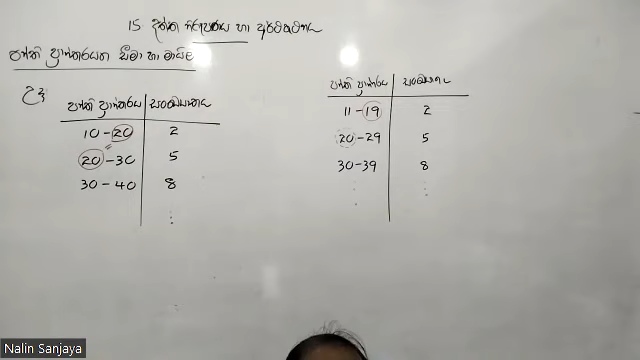 15. දත්ත නිරූපණය හා අර්ථකථනය
පන්ති ප්‍රාන්තරයක සීමා හා මායිම්
උදා
පන්ති ප්‍රාන්තරය සංඛ්‍යාතය
10-20 2
20-30 5
30-40 8
පන්ති ප්‍රාන්තරය සංඛ්‍යාතය
11-19 2
20-29 5
30-39 8
Nalin Sanjaya